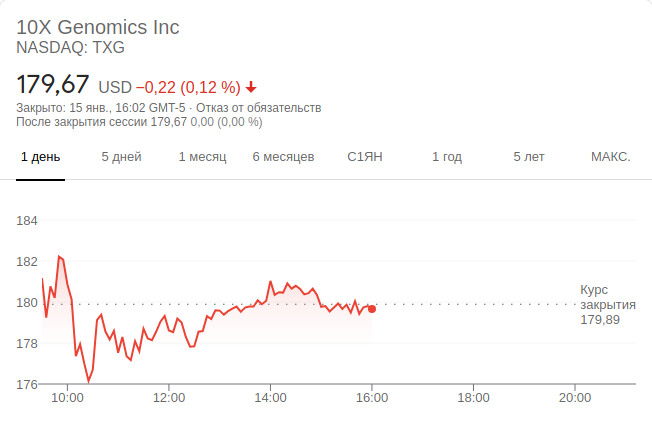 10X Genomics Inc
NASDAQ: TXG
179,67 USD −0,22 (0,12 %)
Закрыто: 15 янв., 16:02 GMT-5 · Отказ от обязательств
После закрытия сессии 179,67 0,00 (0,00 %)
1 день 5 дней 1 месяц 6 месяцев С1ЯН 1 год 5 лет МАКС.
184
182
Курс
180 закрытия
179,89
178
176
10:00 12:00 14:00 16:00 18:00 20:00